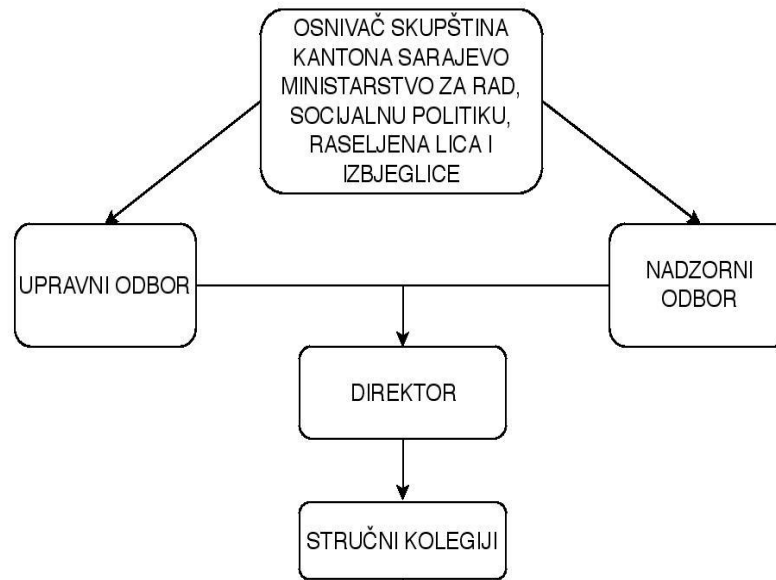 OSNIVAČ SKUPŠTINA
KANTONA SARAJEVO
MINISTARSTVO ZA RAD,
SOCIJALNU POLITIKU,
RASELJENA LICA I
IZBJEGLICE
UPRAVNI ODBOR
NADZORNI
ODBOR
DIREKTOR
STRUČNI KOLEGIJI